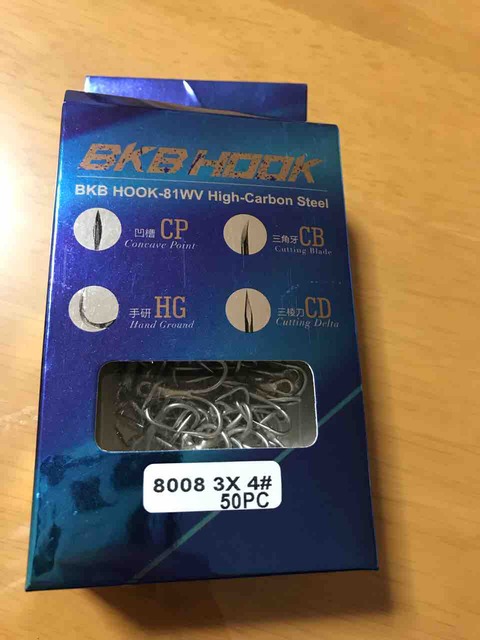 BKB HOOK
BKB HOOK-81WV High-Carbon Steel
凹槽 CP
Concave Point
三角牙 CB
Cutting Blade
手研 HG
Hand Ground
三棱刀 CD
Cutting Delta
8008 3X 4#
50PC